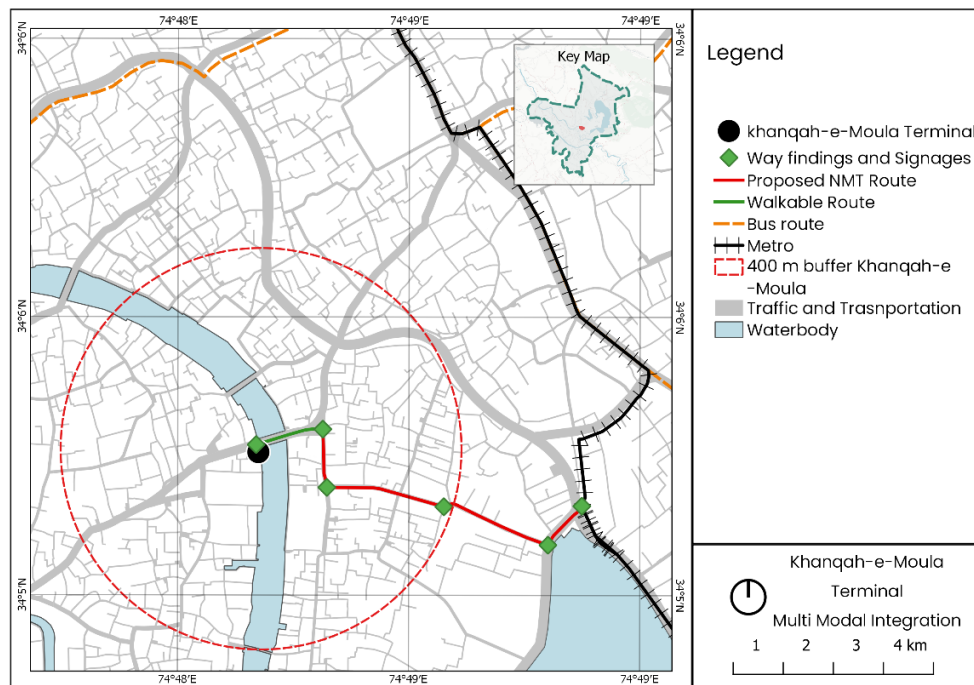 74°48'E
74°49'E
74°49'E
34°6'N
34°6'N
Key Map
34°6'N
34°6'N
34°5'N
34°5'N
74°48'E
74°49'E
74°49'E
Legend
khanqah-e-Moula Terminal
Way findings and Signages
Proposed NMT Route
Walkable Route
Bus route
Metro
400 m buffer Khanqah-e
-Moula
Traffic and Trasnportation
Waterbody
Khanqah-e-Moula
Terminal
Multi Modal Integration
1 2 3 4 km